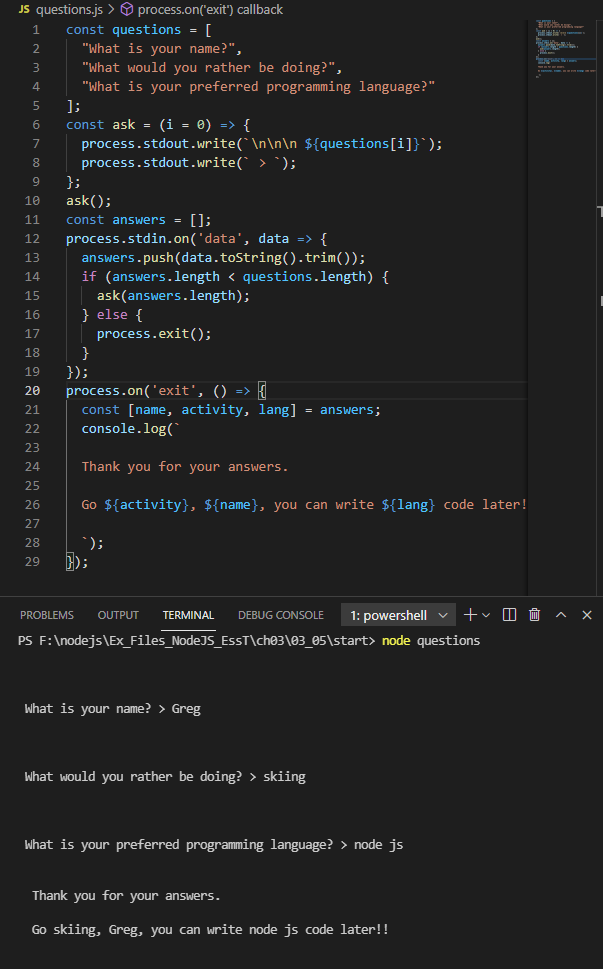 JS questions.js > process.on('exit') callback
1 const questions = [
2 "What is your name?",
3 "What would you rather be doing?",
4 "What is your preferred programming language?"
5 ];
6 const ask = (i = 0) => {
7 process.stdout.write(`\n\n\n ${questions[i]}`);
8 process.stdout.write(` > `);
9 };
10 ask();
11 const answers = [];
12 process.stdin.on('data', data => {
13 answers.push(data.toString().trim());
14 if (answers.length < questions.length) {
15 ask(answers.length);
16 } else {
17 process.exit();
18 }
19 });
20 process.on('exit', () => {
21 const [name, activity, lang] = answers;
22 console.log(`
23
24 Thank you for your answers.
25
26 Go ${activity}, ${name}, you can write ${lang} code later!
27
28 `);
29 });
PROBLEMS OUTPUT TERMINAL DEBUG CONSOLE 1: powershell
PS F:\nodejs\Ex_Files_NodeJS_EssT\ch03\03_05\start> node questions
What is your name? > Greg
What would you rather be doing? > skiing
What is your preferred programming language? > node js
Thank you for your answers.
Go skiing, Greg, you can write node js code later!!